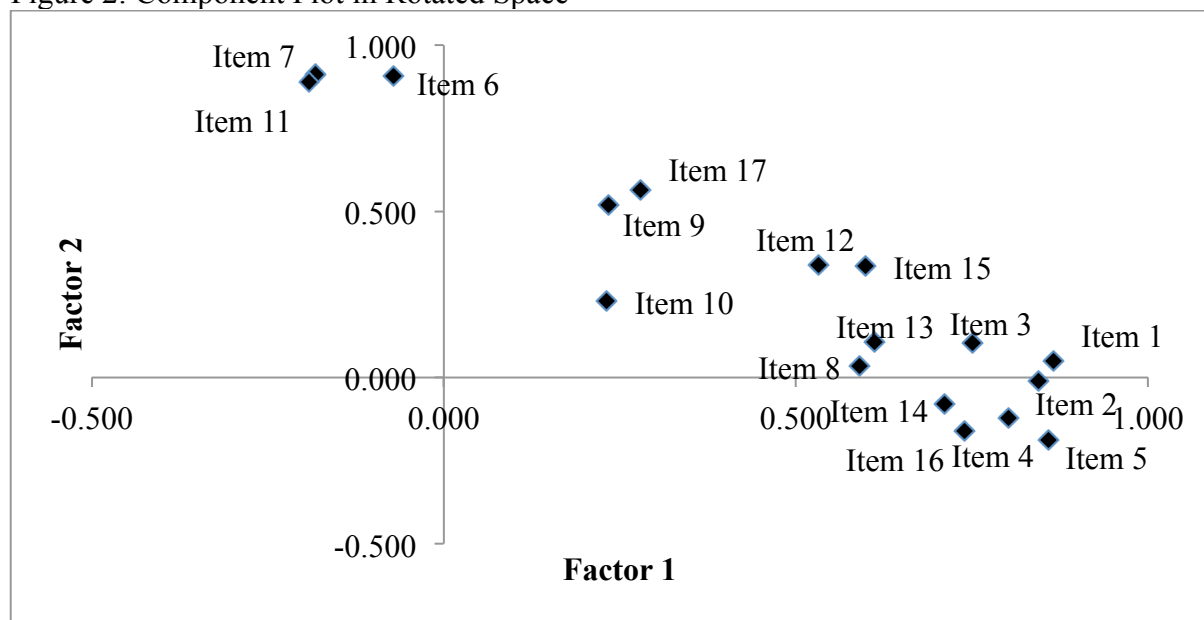 Figure 2: Component Plot in Rotated Space
1.000
Item 7
Item 6
Item 11
Item 17
0.500
Item 9
Item 12
Item 15
Item 10
Item 13
Item 3
Item 1
Item 8
0.000
-0.500
0.000
0.500
1.000
Item 14
Item 2
Item 16
Item 4
Item 5
-0.500
Factor 2
Factor 1